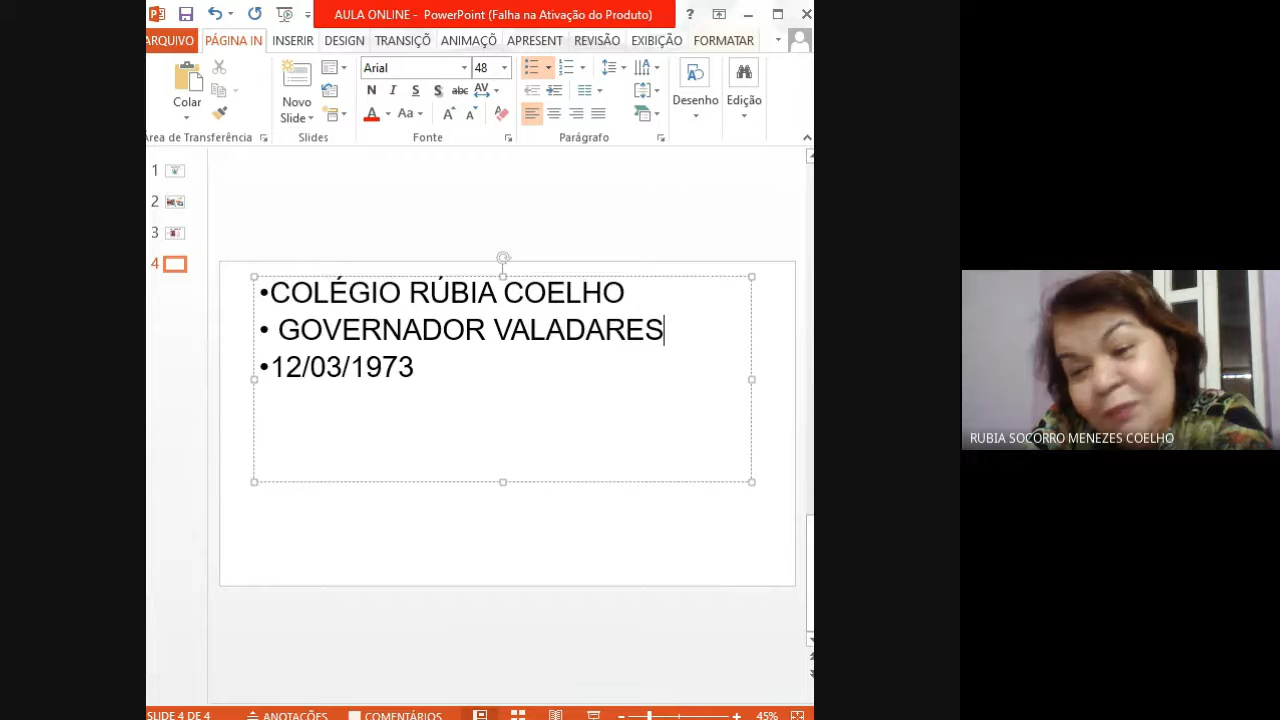 AULA ONLINE - PowerPoint (Falha na Ativação do Produto)
ARQUIVO PÁGINA IN INSERIR DESIGN TRANSIÇÕ ANIMAÇÕ APRESENT REVISÃO EXIBIÇÃO FORMATAR
Arial 48
Colar Novo Slide Desenho Edição
N I S S abc AV
A Aa A A
Área de Transferência Slides Fonte Parágrafo
1
2
3
4
•COLÉGIO RÚBIA COELHO
• GOVERNADOR VALADARES
•12/03/1973
RUBIA SOCORRO MENEZES COELHO
SLIDE 4 DE 4 ANOTAÇÕES COMENTÁRIOS 45%